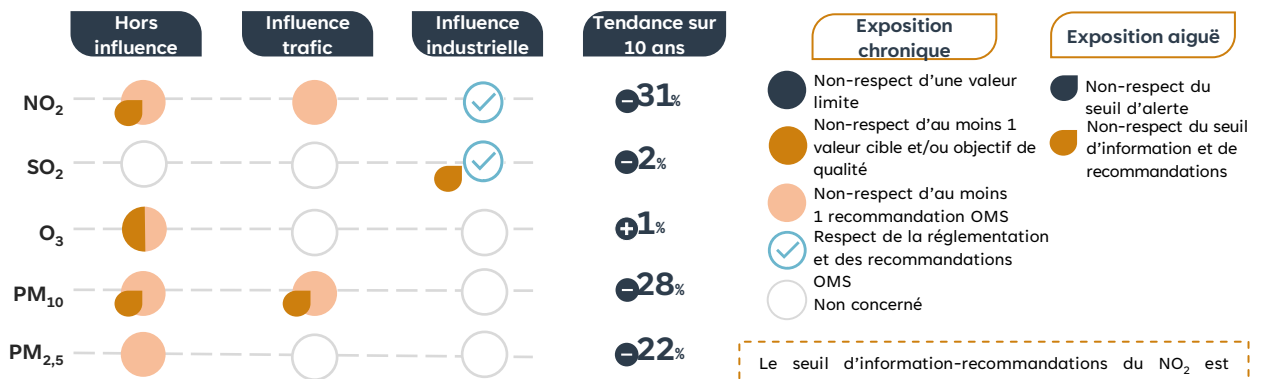 Hors
influence
Influence
trafic
Influence
industrielle
Tendance sur
10 ans
Exposition
chronique
Exposition aiguë
NO₂
−31%
SO₂
−2%
O₃
+1%
PM₁₀
−28%
PM₂,₅
−22%
Non-respect d'une valeur
limite
Non-respect d'au moins 1
valeur cible et/ou objectif de
qualité
Non-respect d'au moins
1 recommandation OMS
Respect de la réglementation
et des recommandations
OMS
Non concerné
Non-respect du
seuil d'alerte
Non-respect du seuil
d'information et de
recommandations
Le seuil d'information-recommandations du NO₂ est